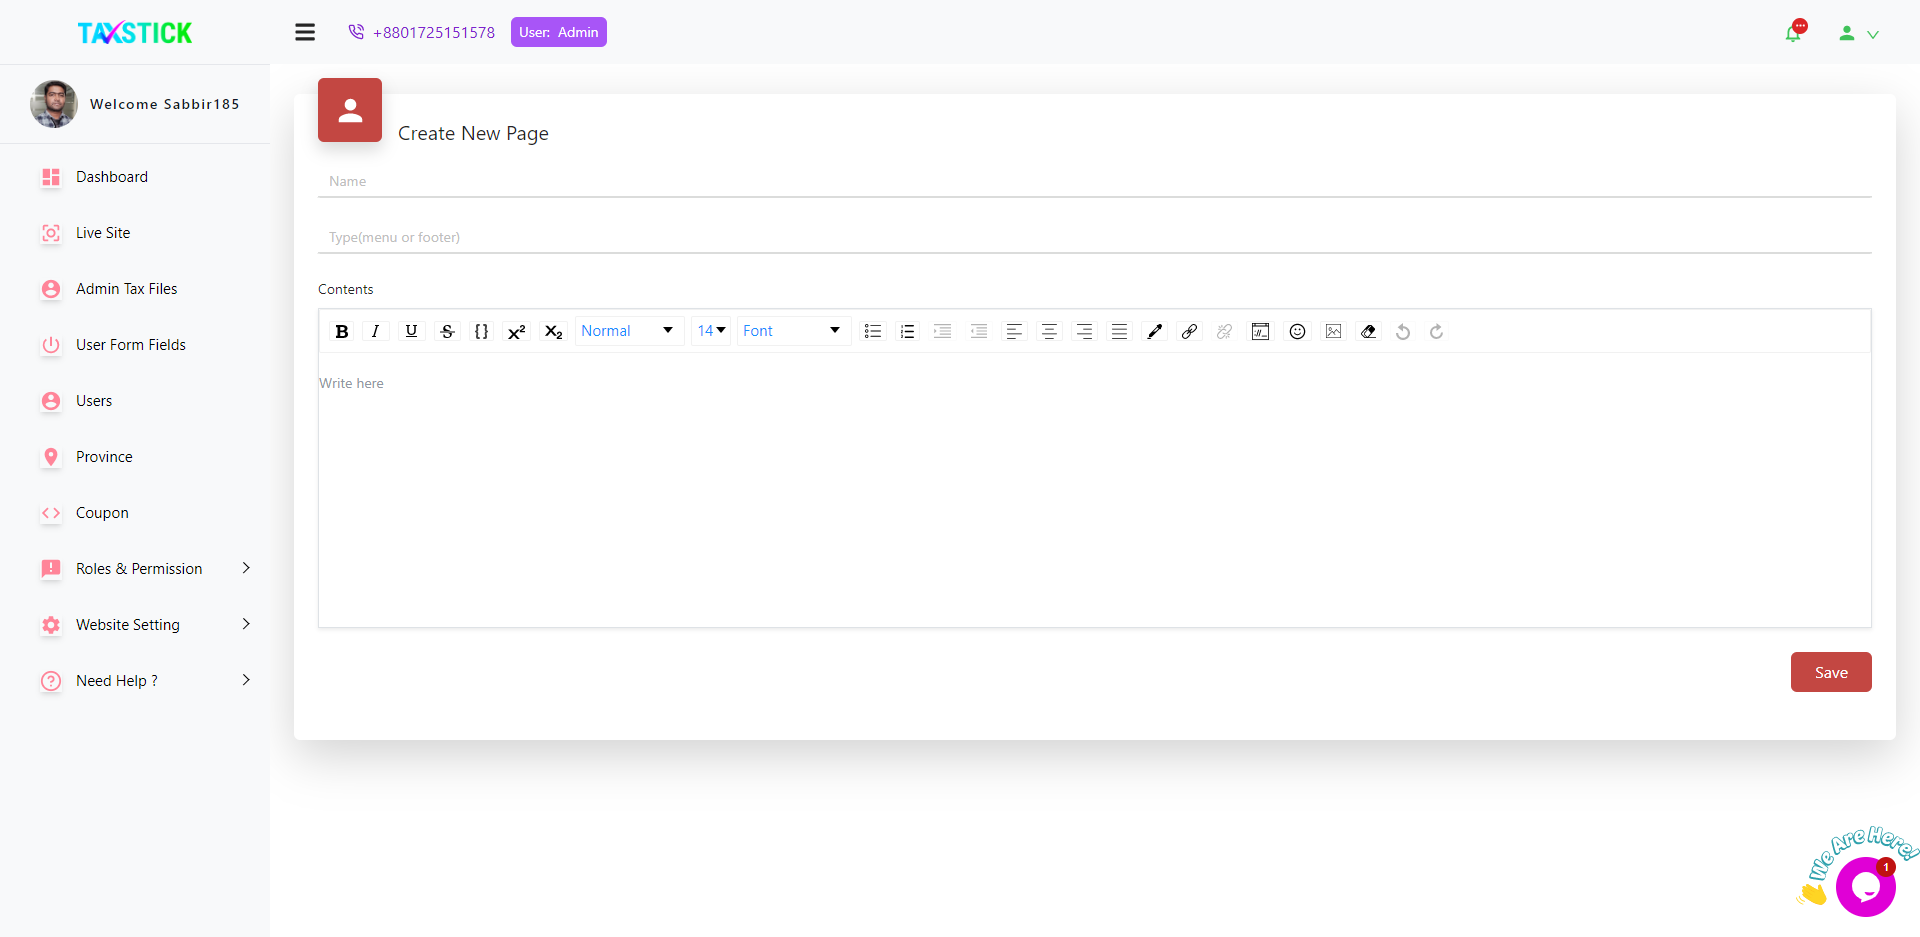 TAXSTICK
+8801725151578
User: Admin
Welcome Sabbir185
Dashboard
Live Site
Admin Tax Files
User Form Fields
Users
Province
Coupon
Roles & Permission
Website Setting
Need Help ?
Create New Page
Name
Type(menu or footer)
Contents
B I U S {} X² X₂ Normal 14 Font
Write here
Save
We Are Here!
1